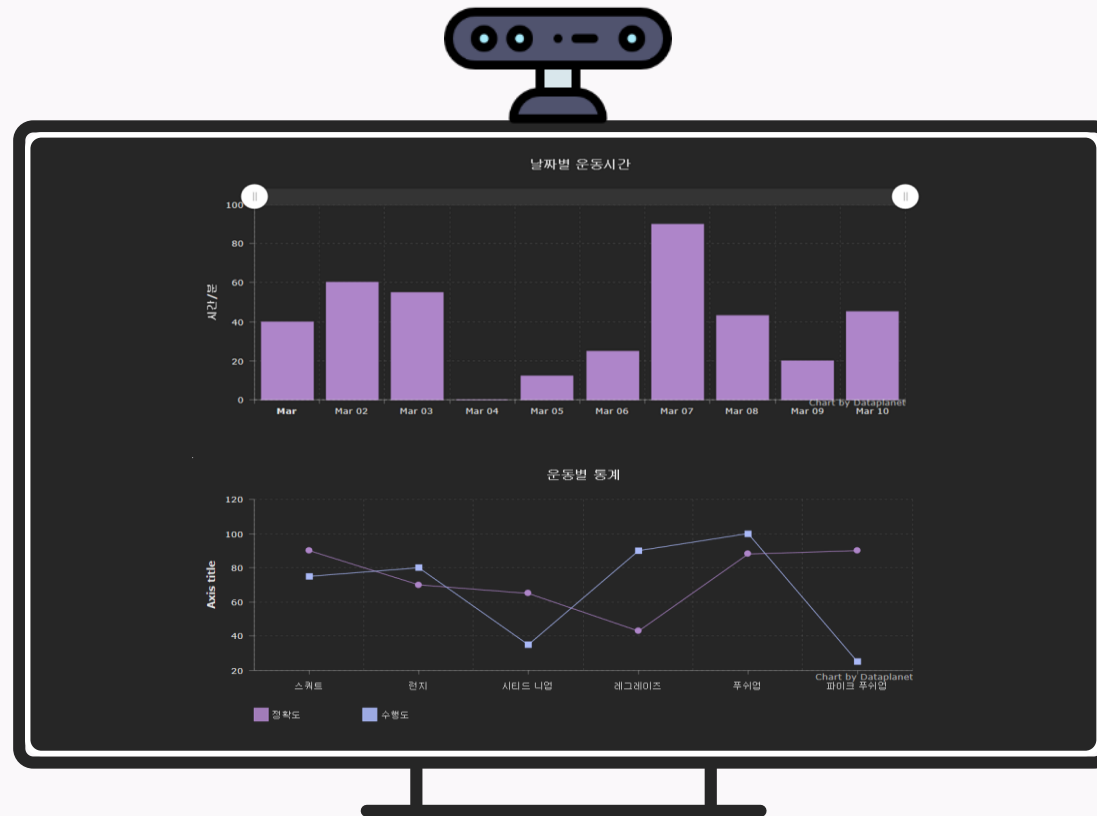 날짜별 운동시간
100
80
60
40
20
0
시간/분
Mar Mar 02 Mar 03 Mar 04 Mar 05 Mar 06 Mar 07 Mar 08 Mar 09 Mar 10
Chart by Dataplanet
운동별 통계
120
100
80
60
40
20
Axis title
스쿼트 런지 시티드 니업 레그레이즈 푸쉬업 파이크 푸쉬업
Chart by Dataplanet
정확도 수행도